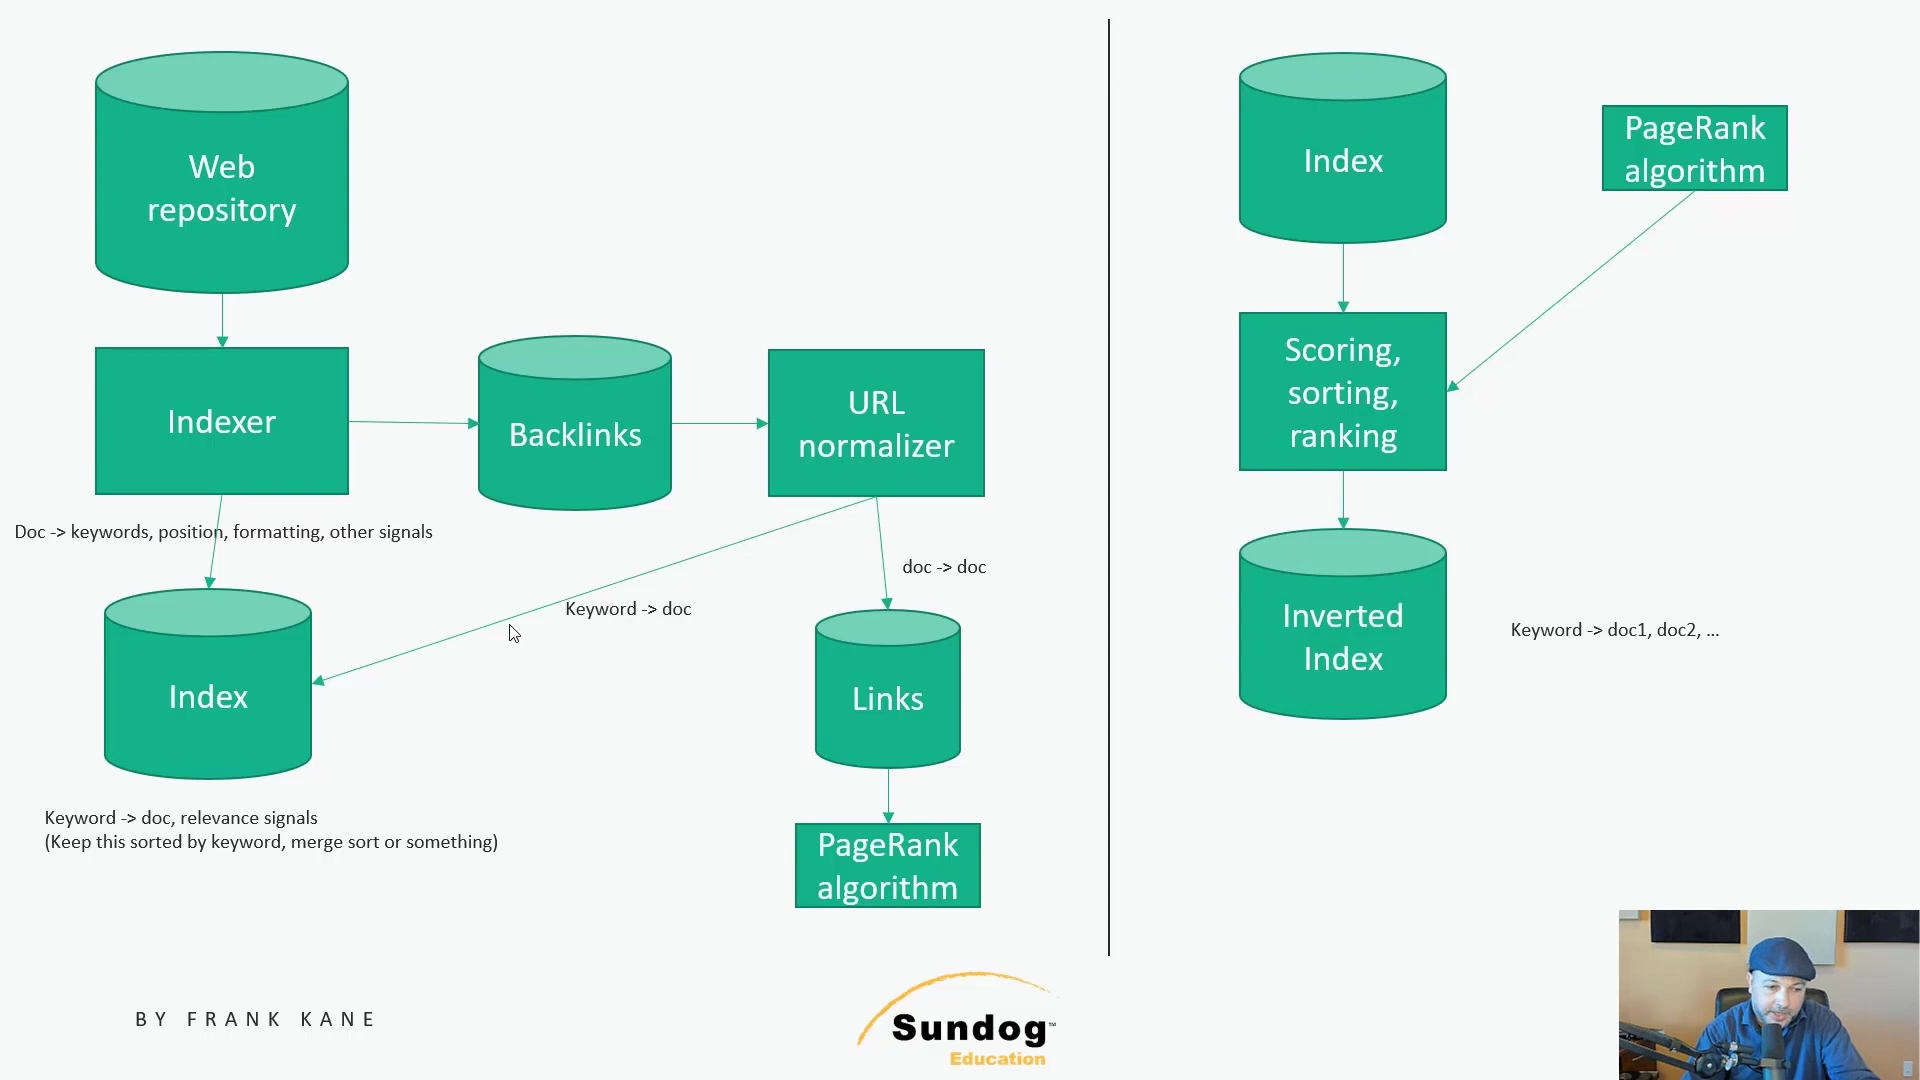 Web
repository
Indexer
Backlinks
URL
normalizer
Doc -> keywords, position, formatting, other signals
doc -> doc
Keyword -> doc
Index
Links
Keyword -> doc, relevance signals
(Keep this sorted by keyword, merge sort or something)
PageRank
algorithm
Index
PageRank
algorithm
Scoring,
sorting,
ranking
Inverted
Index
Keyword -> doc1, doc2, ...
BY FRANK KANE
Sundog™
Education